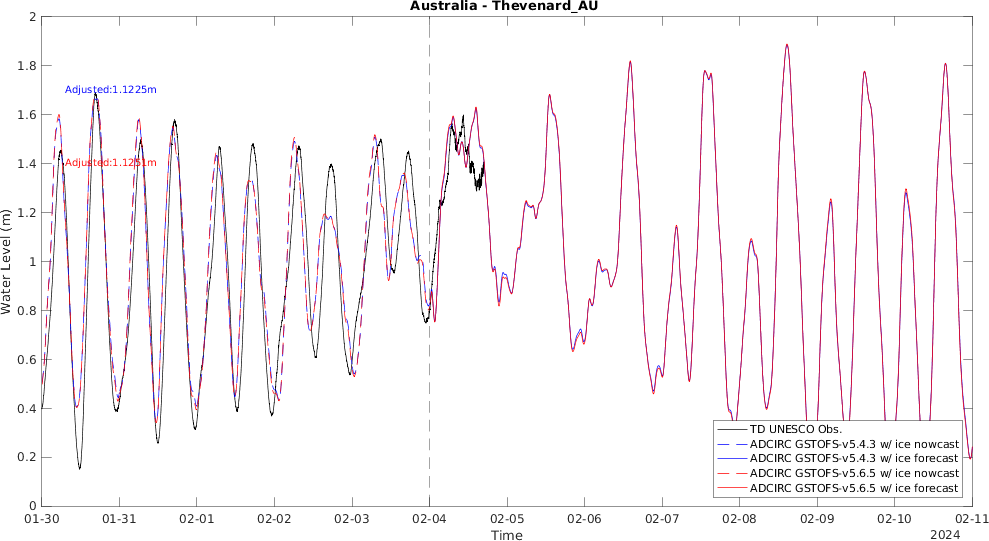 Australia - Thevenard_AU
2
1.8
1.6
1.4
1.2
1
0.8
0.6
0.4
0.2
0
Water Level (m)
Adjusted:1.1225m
Adjusted:1.1251m
TD UNESCO Obs.
ADCIRC GSTOFS-v5.4.3 w/ ice nowcast
ADCIRC GSTOFS-v5.4.3 w/ ice forecast
ADCIRC GSTOFS-v5.6.5 w/ ice nowcast
ADCIRC GSTOFS-v5.6.5 w/ ice forecast
01-30 01-31 02-01 02-02 02-03 02-04 02-05 02-06 02-07 02-08 02-09 02-10 02-11
Time
2024